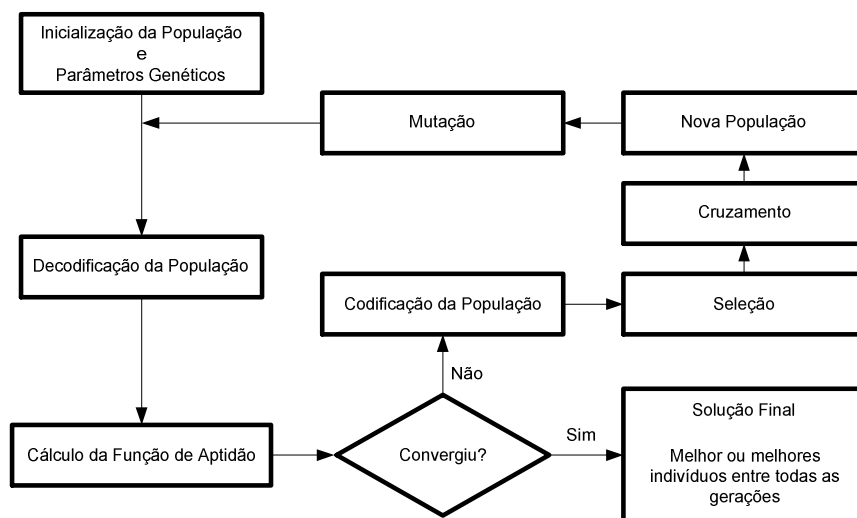 Inicialização da População
e
Parâmetros Genéticos
Mutação
Nova População
Cruzamento
Decodificação da População
Codificação da População
Seleção
Não
Cálculo da Função de Aptidão
Convergiu?
Sim
Solução Final
Melhor ou melhores
indivíduos entre todas as
gerações